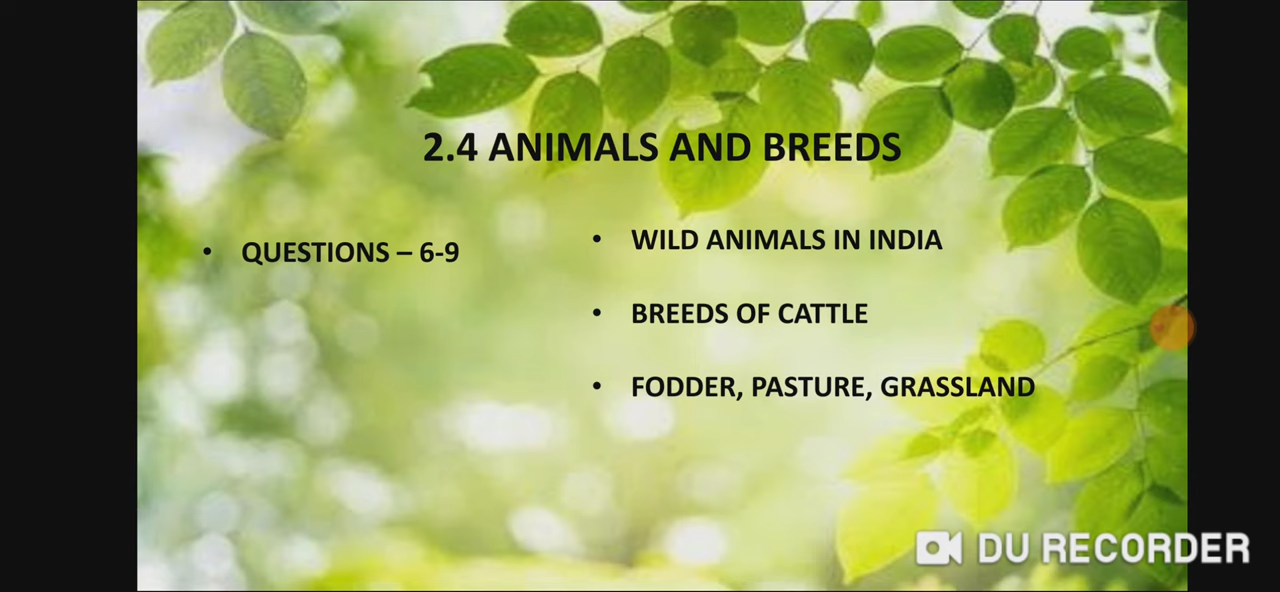 2.4 ANIMALS AND BREEDS
• QUESTIONS – 6-9
• WILD ANIMALS IN INDIA
• BREEDS OF CATTLE
• FODDER, PASTURE, GRASSLAND
DU RECORDER